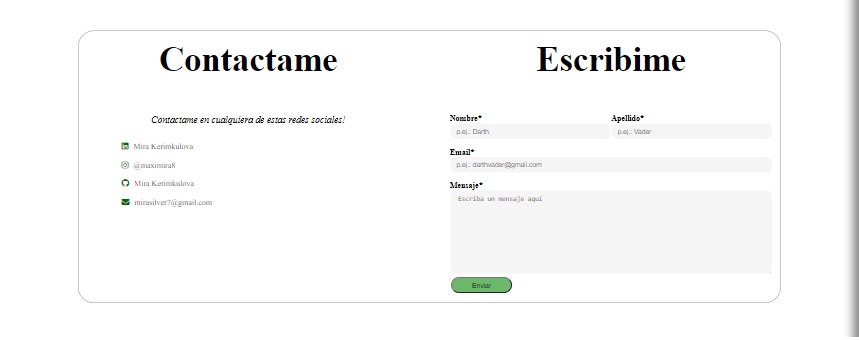 Contactame
Contactame en cualquiera de estas redes sociales!
Mira Kerimkulova
@maximira8
Mira Kerimkulova
mirasilver7@gmail.com
Escribime
Nombre* Apellido*
p.ej.: Darth p.ej.: Vader
Email*
p.ej.: darthvader@gmail.com
Mensaje*
Escriba un mensaje aquí
Enviar